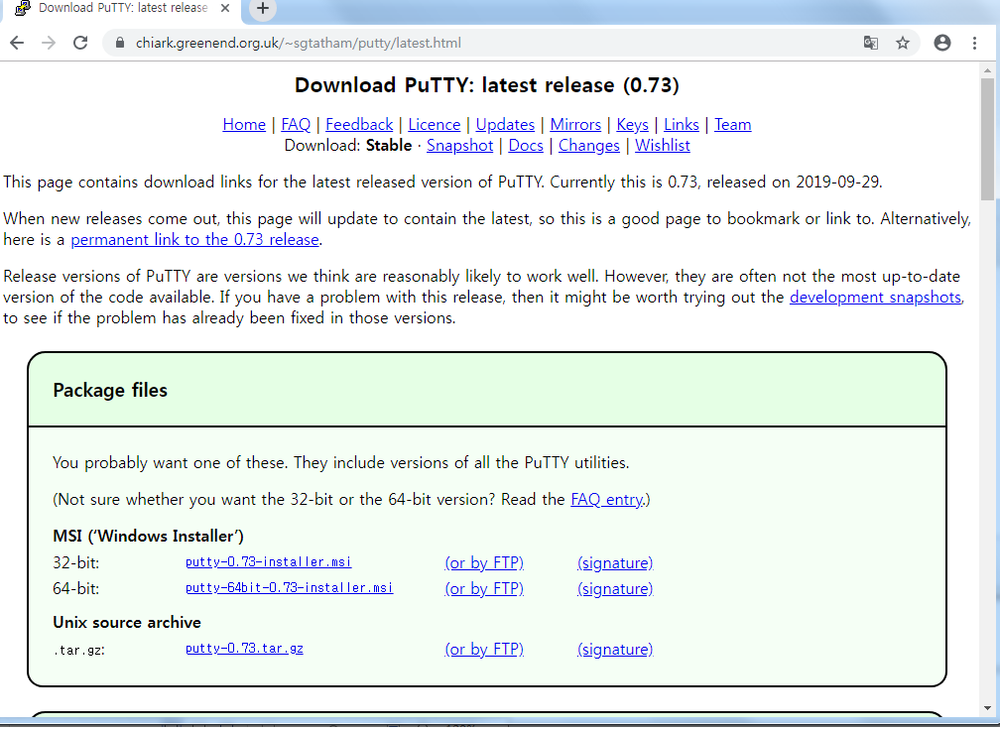 Download PuTTY: latest release
chiark.greenend.org.uk/~sgtatham/putty/latest.html
Download PuTTY: latest release (0.73)
Home | FAQ | Feedback | Licence | Updates | Mirrors | Keys | Links | Team
Download: Stable · Snapshot | Docs | Changes | Wishlist
This page contains download links for the latest released version of PuTTY. Currently this is 0.73, released on 2019-09-29.
When new releases come out, this page will update to contain the latest, so this is a good page to bookmark or link to. Alternatively,
here is a permanent link to the 0.73 release.
Release versions of PuTTY are versions we think are reasonably likely to work well. However, they are often not the most up-to-date
version of the code available. If you have a problem with this release, then it might be worth trying out the development snapshots,
to see if the problem has already been fixed in those versions.
Package files
You probably want one of these. They include versions of all the PuTTY utilities.
(Not sure whether you want the 32-bit or the 64-bit version? Read the FAQ entry.)
MSI (‘Windows Installer’)
32-bit: putty-0.73-installer.msi (or by FTP) (signature)
64-bit: putty-64bit-0.73-installer.msi (or by FTP) (signature)
Unix source archive
.tar.gz: putty-0.73.tar.gz (or by FTP) (signature)